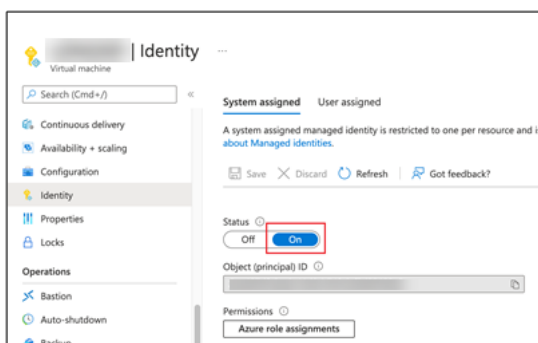 | Identity ...
Virtual machine
Search (Cmd+/) «
Continuous delivery
Availability + scaling
Configuration
Identity
Properties
Locks
Operations
Bastion
Auto-shutdown
Backup
System assigned User assigned
A system assigned managed identity is restricted to one per resource and i
about Managed identities.
Save Discard Refresh Got feedback?
Status
Off On
Object (principal) ID
Permissions
Azure role assignments